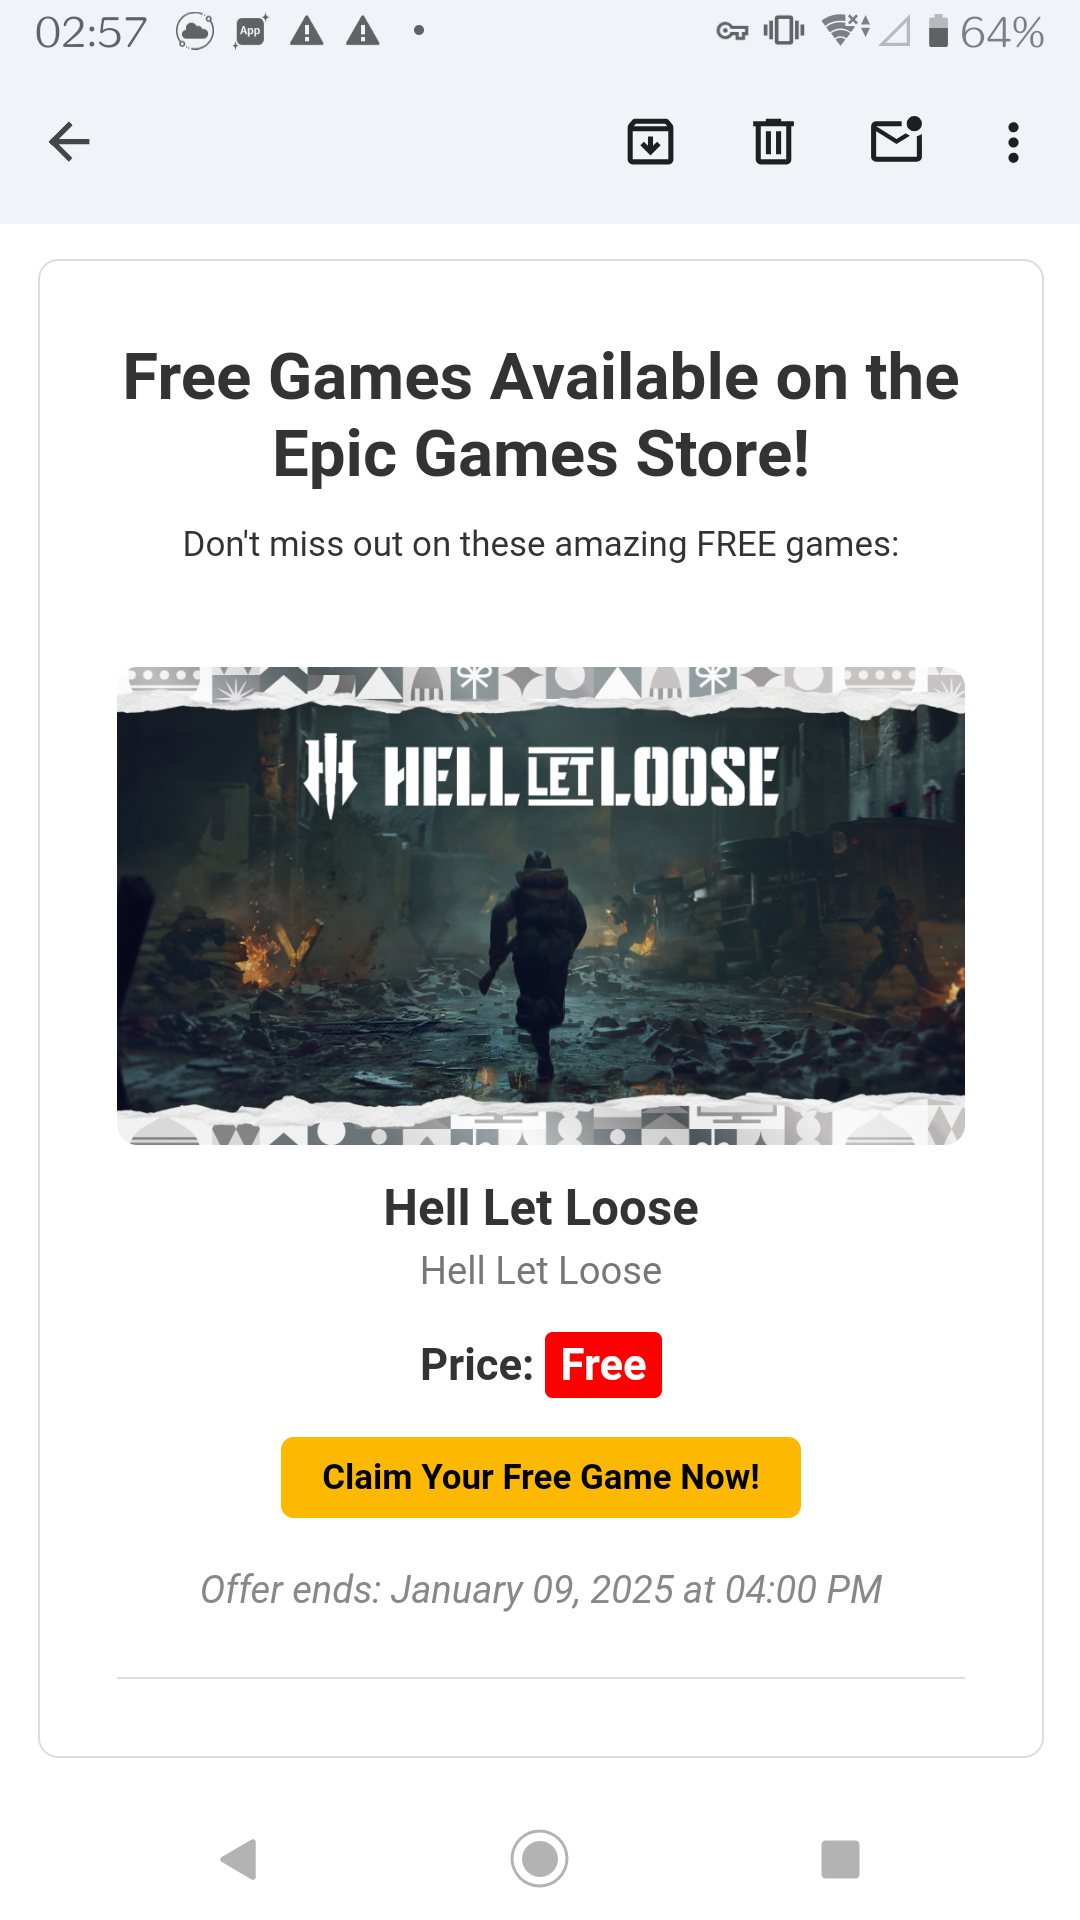 02:57
App
64%
Free Games Available on the
Epic Games Store!
Don't miss out on these amazing FREE games:
HELL LET LOOSE
Hell Let Loose
Hell Let Loose
Price: Free
Claim Your Free Game Now!
Offer ends: January 09, 2025 at 04:00 PM